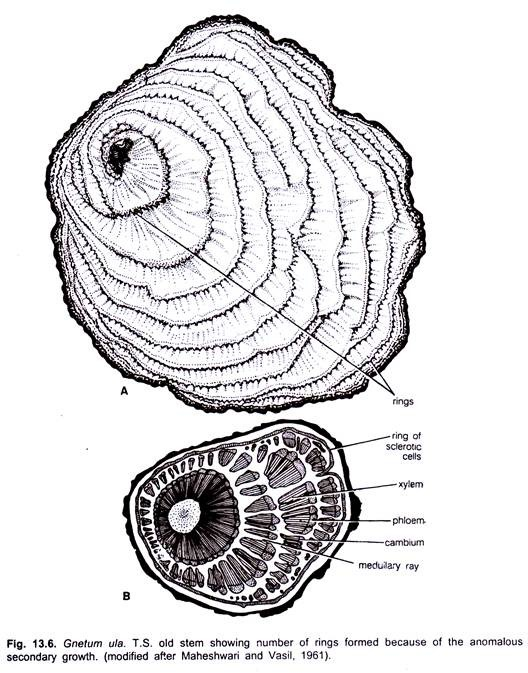 A
rings
ring of
sclerotic
cells
xylem
phloem
cambium
medullary ray
B
Fig. 13.6. Gnetum ula. T.S. old stem showing number of rings formed because of the anomalous
secondary growth. (modified after Maheshwari and Vasil, 1961).